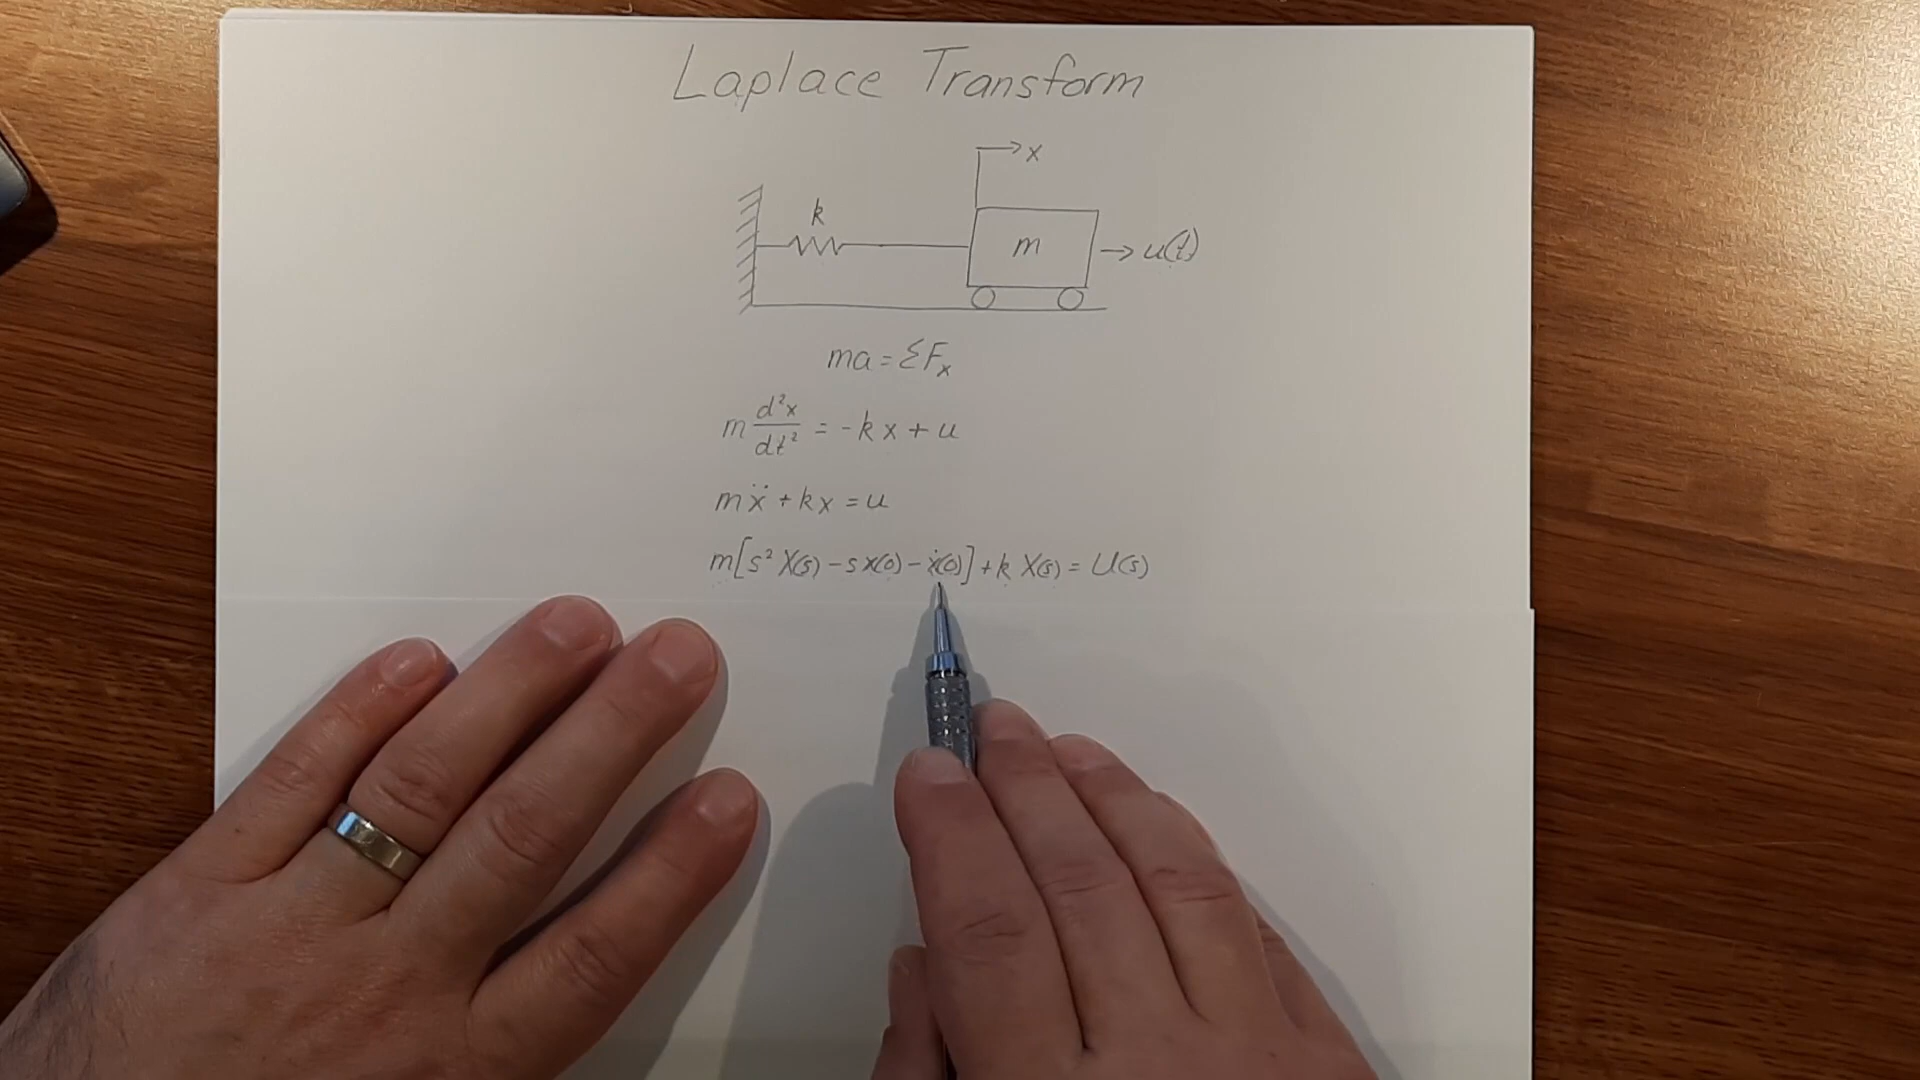 Laplace Transform
x
k
m
u(t)
ma = ΣFₓ
m d²x/dt² = -kx + u
mẍ + kx = u
m[s² X(s) - s x(0) - ẋ(0)] + k X(s) = U(s)